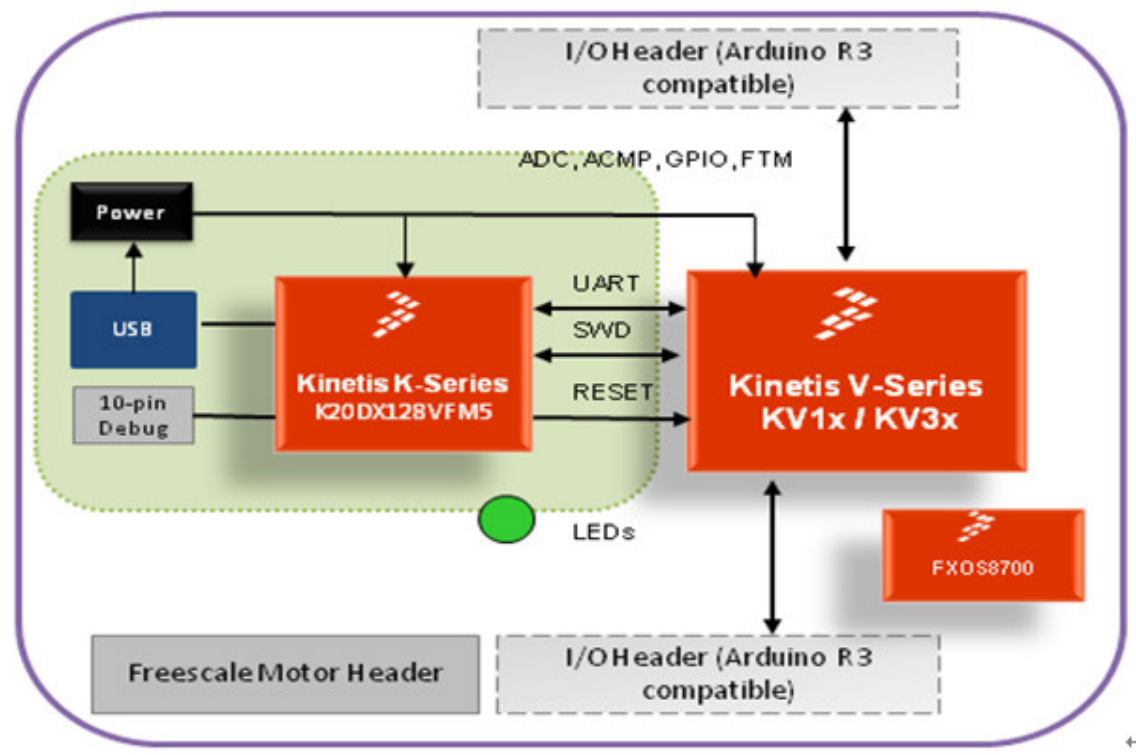 I/O Header (Arduino R3
compatible)
ADC, ACMP, GPIO, FTM
Power
USB
10-pin
Debug
Kinetis K-Series
K20DX128VFM5
UART
SWD
RESET
Kinetis V-Series
KV1x / KV3x
LEDs
FXOS8700
Freescale Motor Header
I/O Header (Arduino R3
compatible)